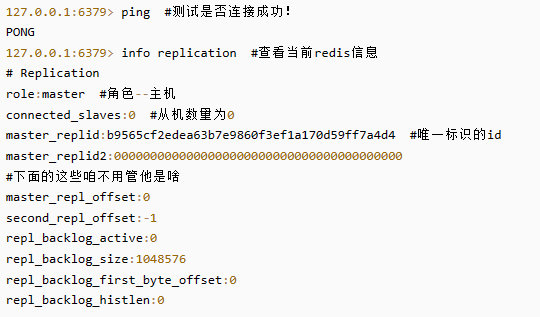 127.0.0.1:6379> ping  #测试是否连接成功！
PONG
127.0.0.1:6379> info replication  #查看当前redis信息
# Replication
role:master  #角色--主机
connected_slaves:0  #从机数量为0
master_replid:b9565cf2edea63b7e9860f3ef1a170d59ff7a4d4  #唯一标识的id
master_replid2:0000000000000000000000000000000000000000
#下面的这些咱不用管他是啥
master_repl_offset:0
second_repl_offset:-1
repl_backlog_active:0
repl_backlog_size:1048576
repl_backlog_first_byte_offset:0
repl_backlog_histlen:0